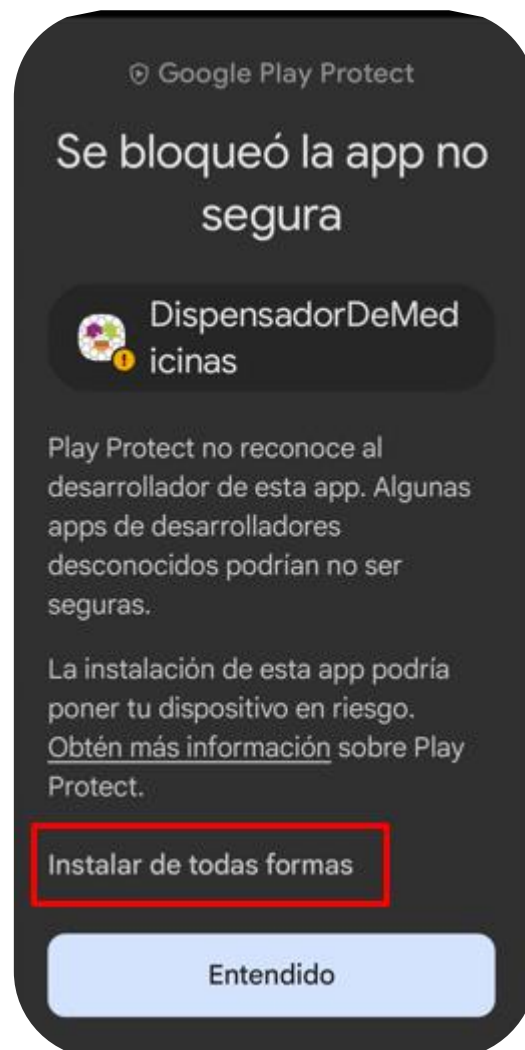 Google Play Protect
Se bloqueó la app no
segura
DispensadorDeMed
icinas
Play Protect no reconoce al
desarrollador de esta app. Algunas
apps de desarrolladores
desconocidos podrían no ser
seguras.
La instalación de esta app podría
poner tu dispositivo en riesgo.
Obtén más información sobre Play
Protect.
Instalar de todas formas
Entendido